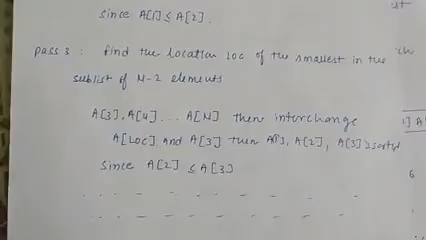 since A[1] ≤ A[2].
pass 3 : find the location LOC of the smallest in the
sublist of N-2 elements
A[3], A[4] ... A[N] then interchange
A[LOC] and A[3] then A[1], A[2], A[3]
since A[2] ≤ A[3]
6